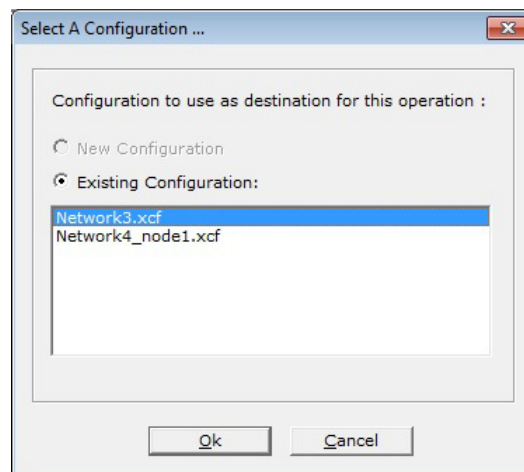 Select A Configuration ...
Configuration to use as destination for this operation :
New Configuration
Existing Configuration:
Network3.xcf
Network4_node1.xcf
Ok
Cancel